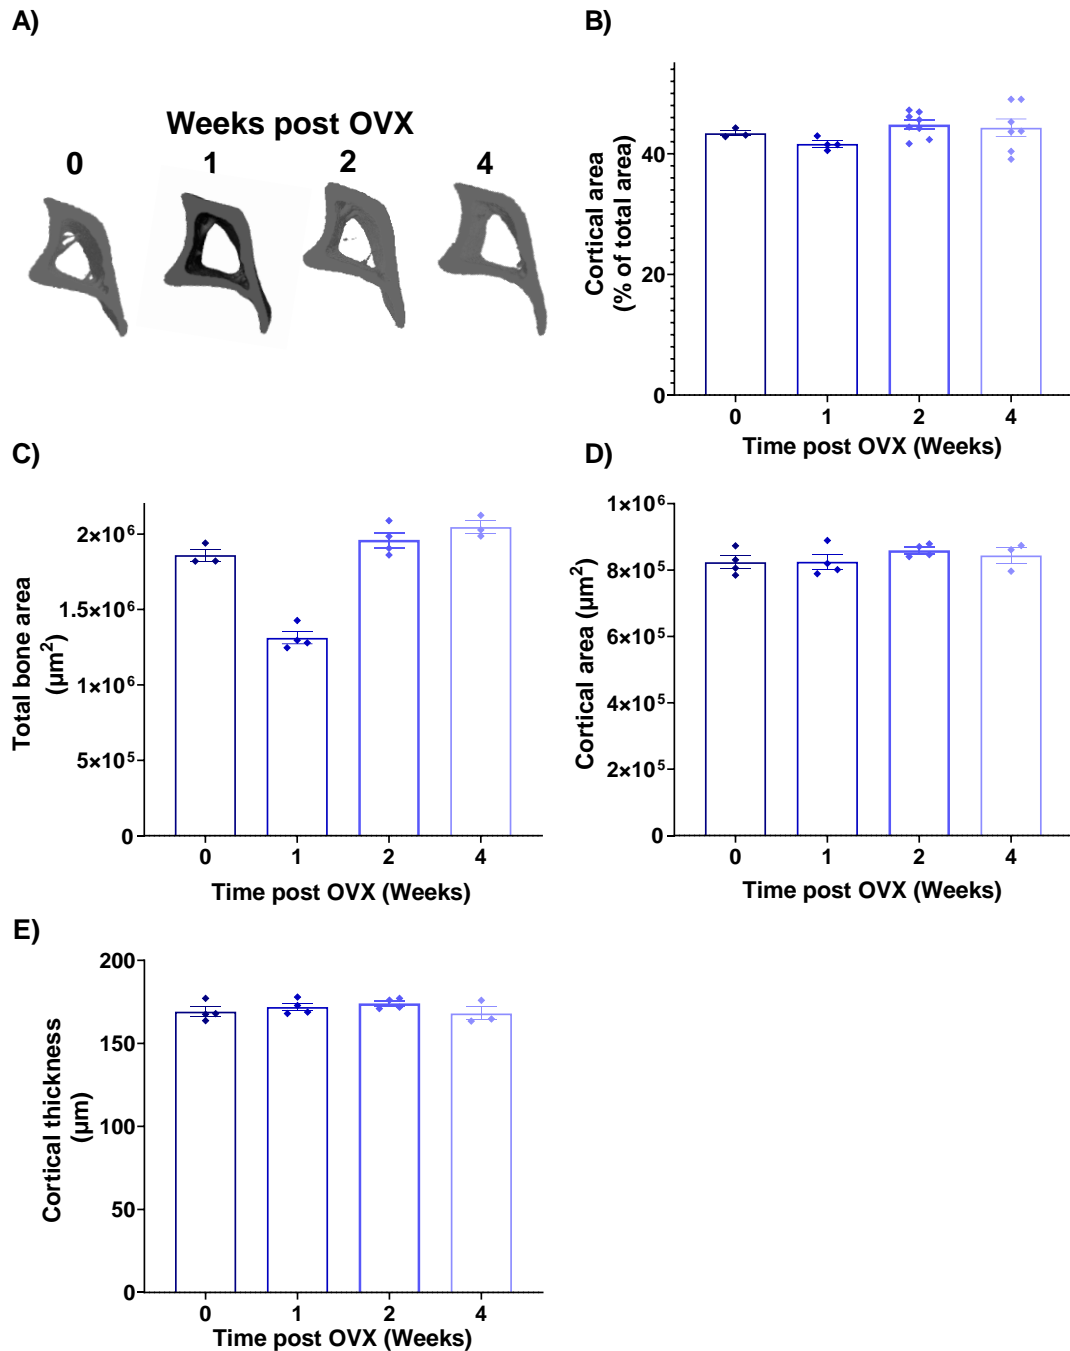 A)
Weeks post OVX
0 1 2 4
B)
Cortical area
(% of total area)
40
20
0
0 1 2 4
Time post OVX (Weeks)
C)
Total bone area
(µm²)
2×10⁶
1.5×10⁶
1×10⁶
5×10⁵
0
0 1 2 4
Time post OVX (Weeks)
D)
Cortical area (µm²)
1×10⁶
8×10⁵
6×10⁵
4×10⁵
2×10⁵
0
0 1 2 4
Time post OVX (Weeks)
E)
Cortical thickness
(µm)
200
150
100
50
0
0 1 2 4
Time post OVX (Weeks)